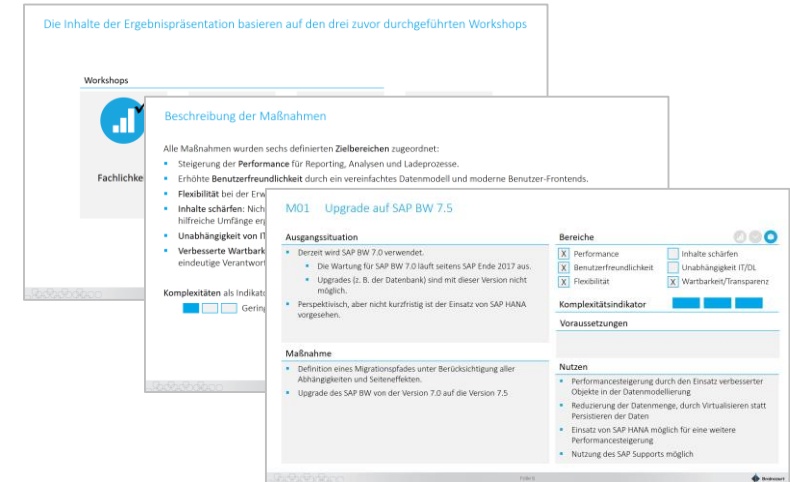 Die Inhalte der Ergebnispräsentation basieren auf den drei zuvor durchgeführten Workshops
Workshops
Beschreibung der Maßnahmen
Alle Maßnahmen wurden sechs definierten Zielbereichen zugeordnet:
Steigerung der Performance für Reporting, Analysen und Ladeprozesse.
Fachlichke
Erhöhte Benutzerfreundlichkeit durch ein vereinfachtes Datenmodell und moderne Benutzer-Frontends.
Flexibilität bei der Erw
Inhalte schärfen: Nich
hilfreiche Umfänge er
Unabhängigkeit von IT
Verbesserte Wartbark
eindeutige Verantwort
Komplexitäten als Indikato
Gering
M01 Upgrade auf SAP BW 7.5
Ausgangssituation
Derzeit wird SAP BW 7.0 verwendet.
Die Wartung für SAP BW 7.0 läuft seitens SAP Ende 2017 aus.
Upgrades (z. B. der Datenbank) sind mit dieser Version nicht
möglich.
Perspektivisch, aber nicht kurzfristig ist der Einsatz von SAP HANA
vorgesehen.
Maßnahme
Definition eines Migrationspfades unter Berücksichtigung aller
Abhängigkeiten und Seiteneffekten.
Upgrade des SAP BW von der Version 7.0 auf die Version 7.5
Bereiche
X Performance
Inhalte schärfen
X Benutzerfreundlichkeit
Unabhängigkeit IT/DL
X Flexibilität
X Wartbarkeit/Transparenz
Komplexitätsindikator
Voraussetzungen
Nutzen
Performancesteigerung durch den Einsatz verbesserter
Objekte in der Datenmodellierung
Reduzierung der Datenmenge, durch Virtualisieren statt
Persistieren der Daten
Einsatz von SAP HANA möglich für eine weitere
Performancesteigerung
Nutzung des SAP Supports möglich